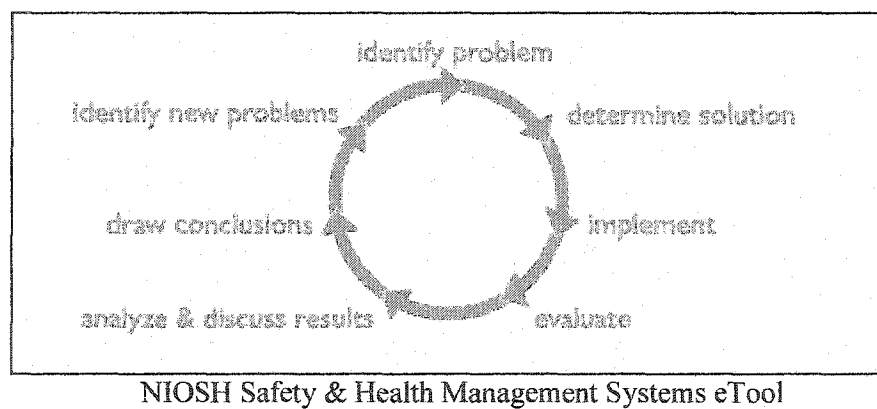 identify problem
identify new problems
determine solution
draw conclusions
implement
analyze & discuss results
evaluate
NIOSH Safety & Health Management Systems eTool